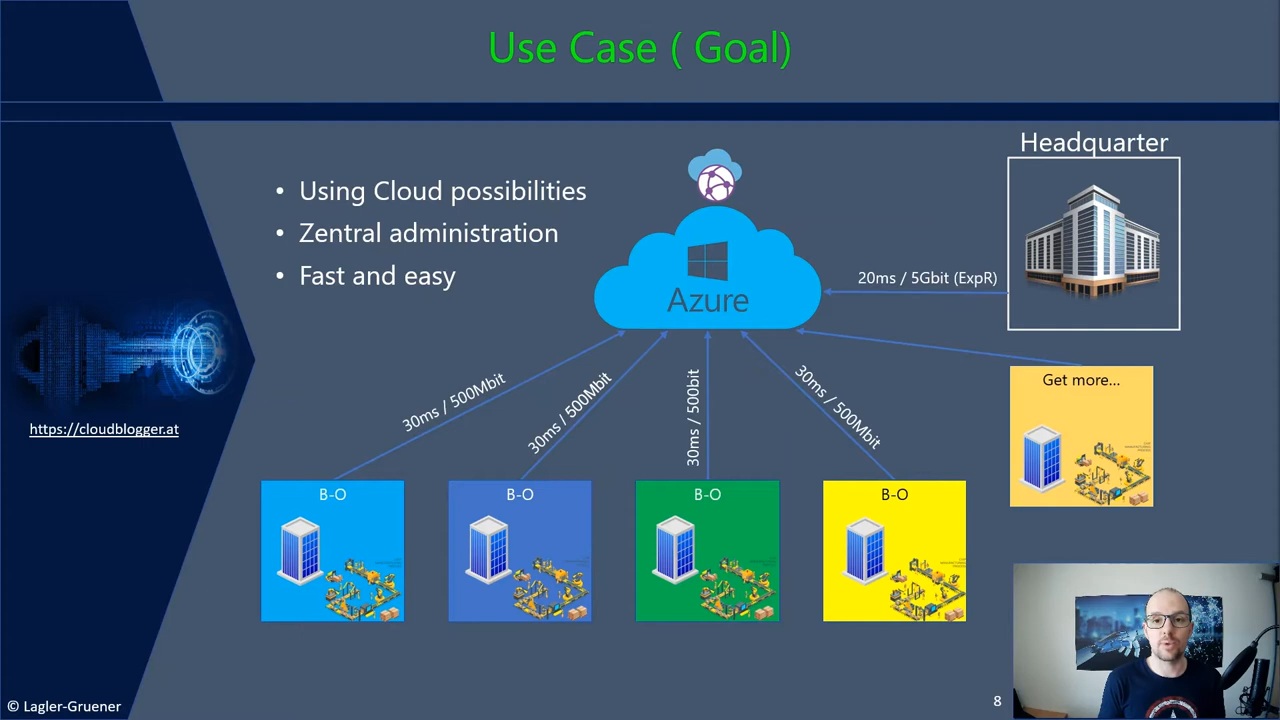 Use Case ( Goal)
Headquarter
• Using Cloud possibilities
• Zentral administration
• Fast and easy
Azure
20ms / 5Gbit (ExpR)
30ms / 500Mbit
30ms / 500Mbit
30ms / 500bit
30ms / 500Mbit
Get more...
https://cloudblogger.at
B-O
B-O
B-O
B-O
8
© Lagler-Gruener